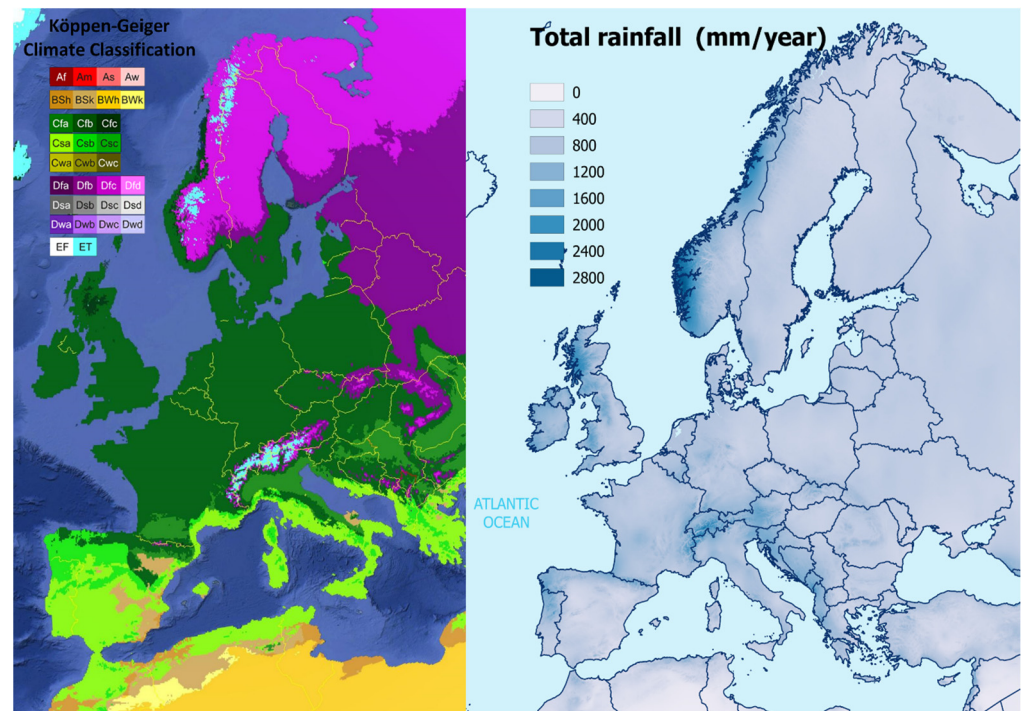 Köppen-Geiger
Climate Classification
Af Am As Aw
BSh BSk BWh BWk
Cfa Cfb Cfc
Csa Csb Csc
Cwa Cwb Cwc
Dfa Dfb Dfc Dfd
Dsa Dsb Dsc Dsd
Dwa Dwb Dwc Dwd
EF ET
Total rainfall (mm/year)
0
400
800
1200
1600
2000
2400
2800
ATLANTIC
OCEAN